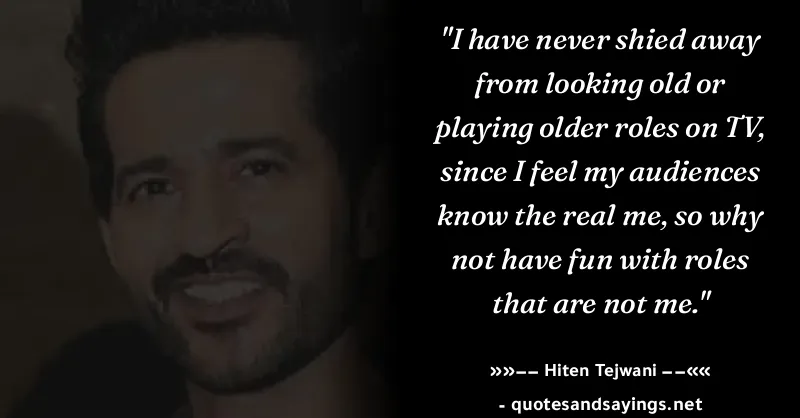 "I have never shied away
from looking old or
playing older roles on TV,
since I feel my audiences
know the real me, so why
not have fun with roles
that are not me."
»»–– Hiten Tejwani ––««
- quotesandsayings.net